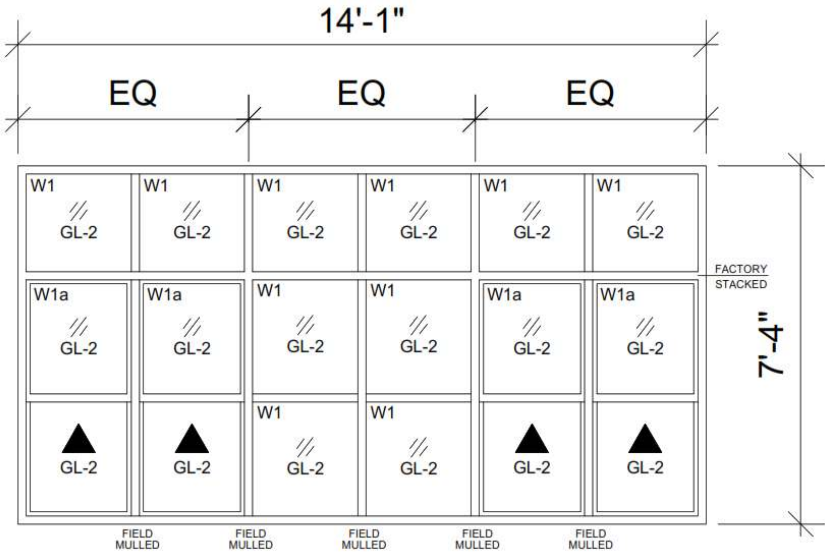 14'-1"
EQ EQ EQ
W1 W1 W1 W1 W1 W1
GL-2 GL-2 GL-2 GL-2 GL-2 GL-2
FACTORY
STACKED
W1a W1a W1 W1 W1a W1a
GL-2 GL-2 GL-2 GL-2 GL-2 GL-2
7'-4"
W1 W1
GL-2 GL-2 GL-2 GL-2 GL-2 GL-2
FIELD FIELD FIELD FIELD FIELD
MULLED MULLED MULLED MULLED MULLED